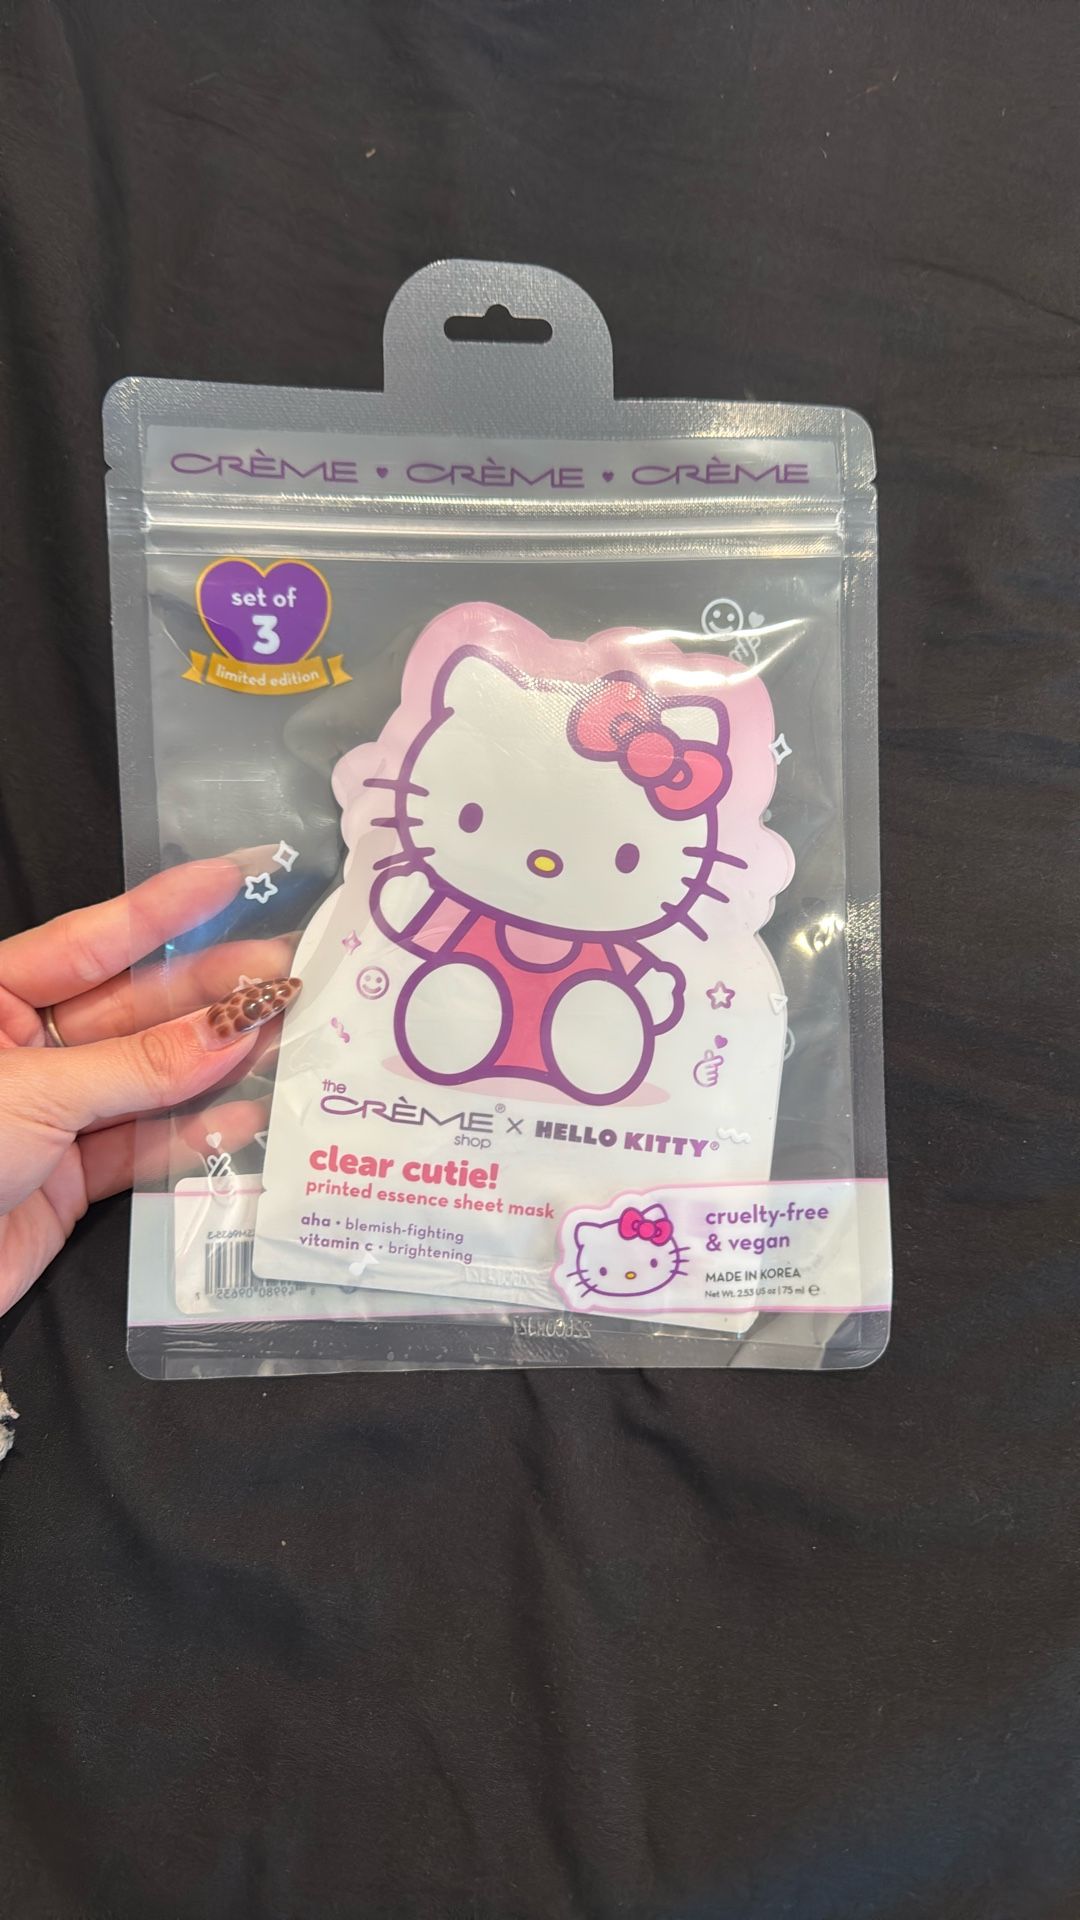 CRÈME ♥ CRÈME ♥ CRÈME
set of
3
limited edition
the
CRÈME®
shop
x HELLO KITTY®
clear cutie!
printed essence sheet mask
aha • blemish-fighting
vitamin c • brightening
cruelty-free
& vegan
MADE IN KOREA
Net Wt. 2.53 US oz | 75 ml ℮